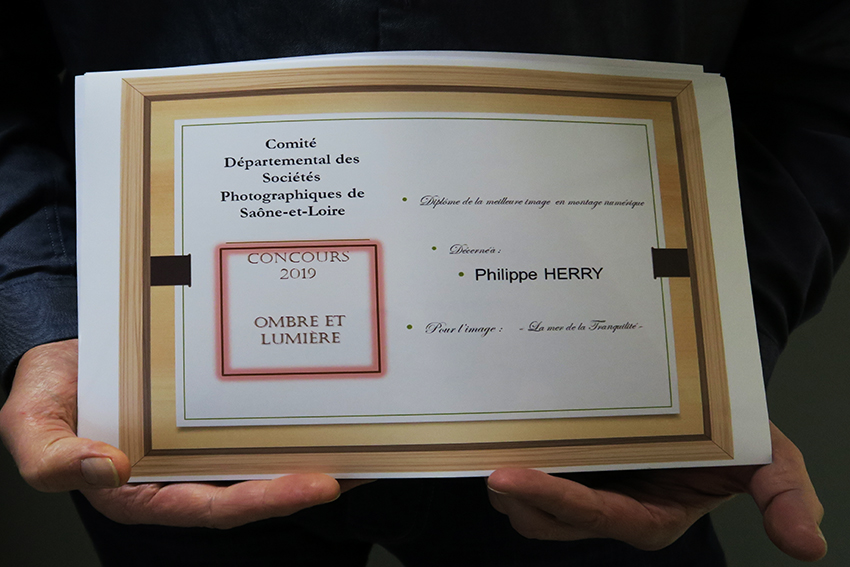 Comité
Départemental des
Sociétés
Photographiques de
Saône-et-Loire
CONCOURS
2019
OMBRE ET
LUMIÈRE
• Diplôme de la meilleure image en montage numérique
• Décerné à :
• Philippe HERRY
• Pour l'image : - La mer de la Tranquilité -